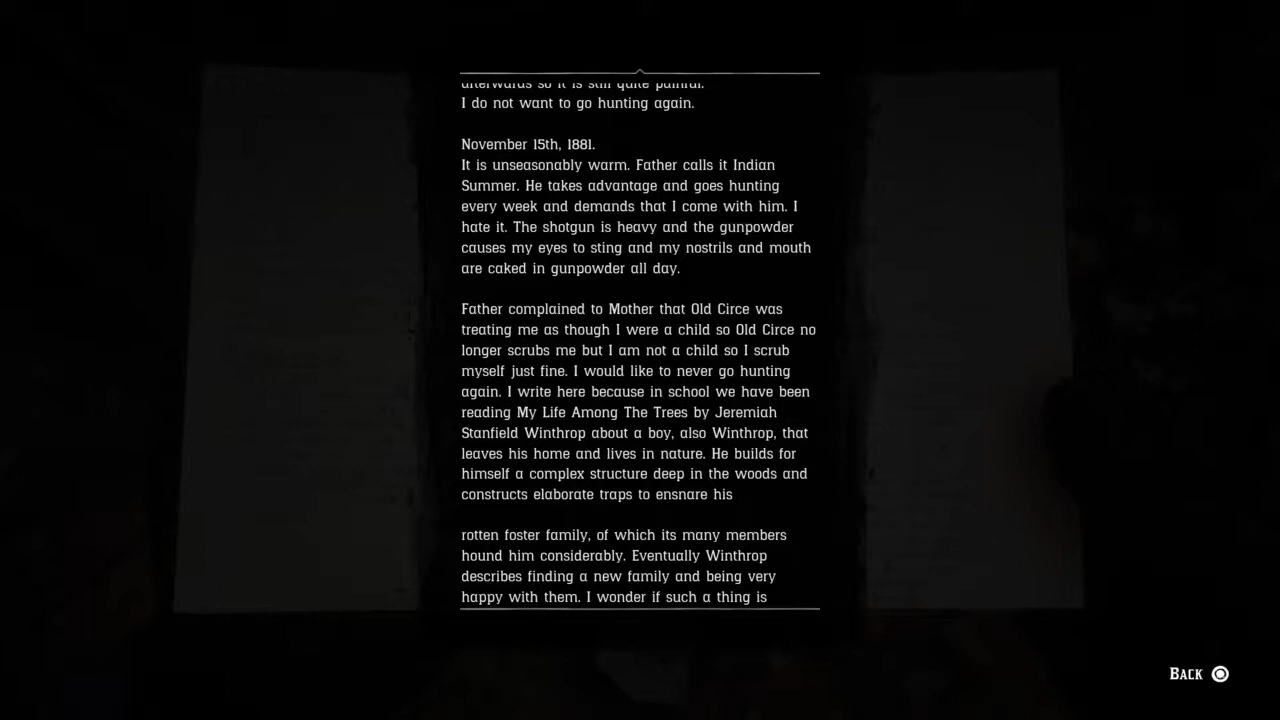 afterwards so it is still quite painful.
I do not want to go hunting again.
November 15th, 1881.
It is unseasonably warm. Father calls it Indian
Summer. He takes advantage and goes hunting
every week and demands that I come with him. I
hate it. The shotgun is heavy and the gunpowder
causes my eyes to sting and my nostrils and mouth
are caked in gunpowder all day.
Father complained to Mother that Old Circe was
treating me as though I were a child so Old Circe no
longer scrubs me but I am not a child so I scrub
myself just fine. I would like to never go hunting
again. I write here because in school we have been
reading My Life Among The Trees by Jeremiah
Stanfield Winthrop about a boy, also Winthrop, that
leaves his home and lives in nature. He builds for
himself a complex structure deep in the woods and
constructs elaborate traps to ensnare his
rotten foster family, of which its many members
hound him considerably. Eventually Winthrop
describes finding a new family and being very
happy with them. I wonder if such a thing is
Back